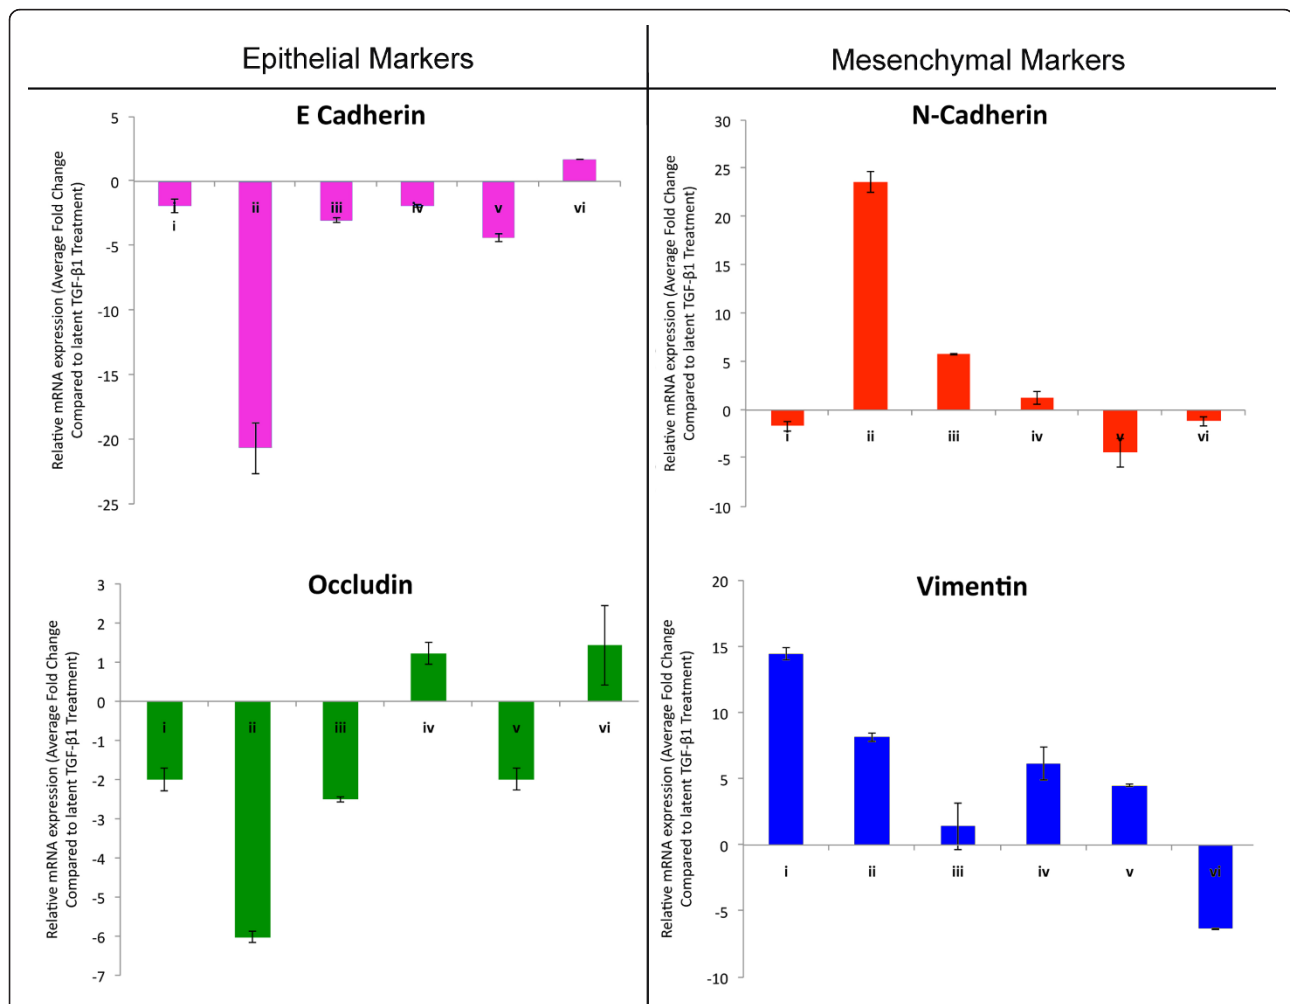 Epithelial Markers
Mesenchymal Markers
E Cadherin
Relative mRNA expression (Average Fold Change
Compared to latent TGF-β1 Treatment)
5
0
-5
-10
-15
-20
-25
i
i
ii
iii
iv
v
vi
N-Cadherin
Relative mRNA expression (Average Fold Change
Compared to latent TGF-β1 Treatment)
30
25
20
15
10
5
0
-5
-10
i
ii
iii
iv
v
vi
Occludin
Relative mRNA expression (Average Fold Change
Compared to latent TGF-β1 Treatment)
3
2
1
0
-1
-2
-3
-4
-5
-6
-7
i
ii
iii
iv
v
vi
Vimentin
Relative mRNA expression (Average Fold Change
Compared to latent TGF-β1 Treatment)
20
15
10
5
0
-5
-10
i
ii
iii
iv
v
vi